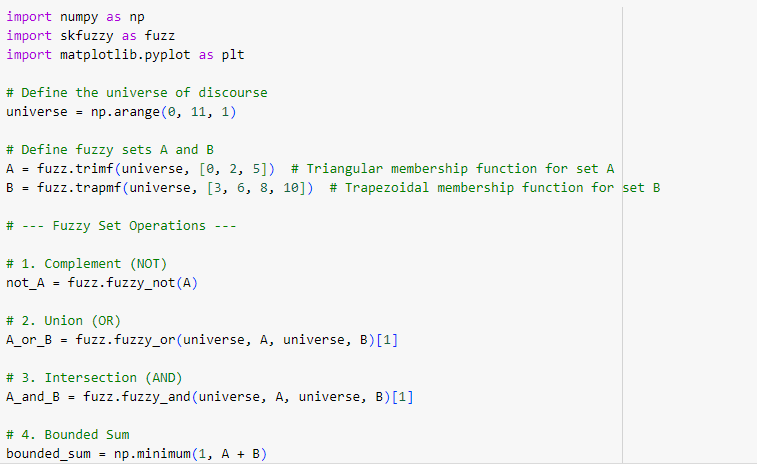 import numpy as np
import skfuzzy as fuzz
import matplotlib.pyplot as plt
# Define the universe of discourse
universe = np.arange(0, 11, 1)
# Define fuzzy sets A and B
A = fuzz.trimf(universe, [0, 2, 5])  # Triangular membership function for set A
B = fuzz.trapmf(universe, [3, 6, 8, 10])  # Trapezoidal membership function for set B
# --- Fuzzy Set Operations ---
# 1. Complement (NOT)
not_A = fuzz.fuzzy_not(A)
# 2. Union (OR)
A_or_B = fuzz.fuzzy_or(universe, A, universe, B)[1]
# 3. Intersection (AND)
A_and_B = fuzz.fuzzy_and(universe, A, universe, B)[1]
# 4. Bounded Sum
bounded_sum = np.minimum(1, A + B)